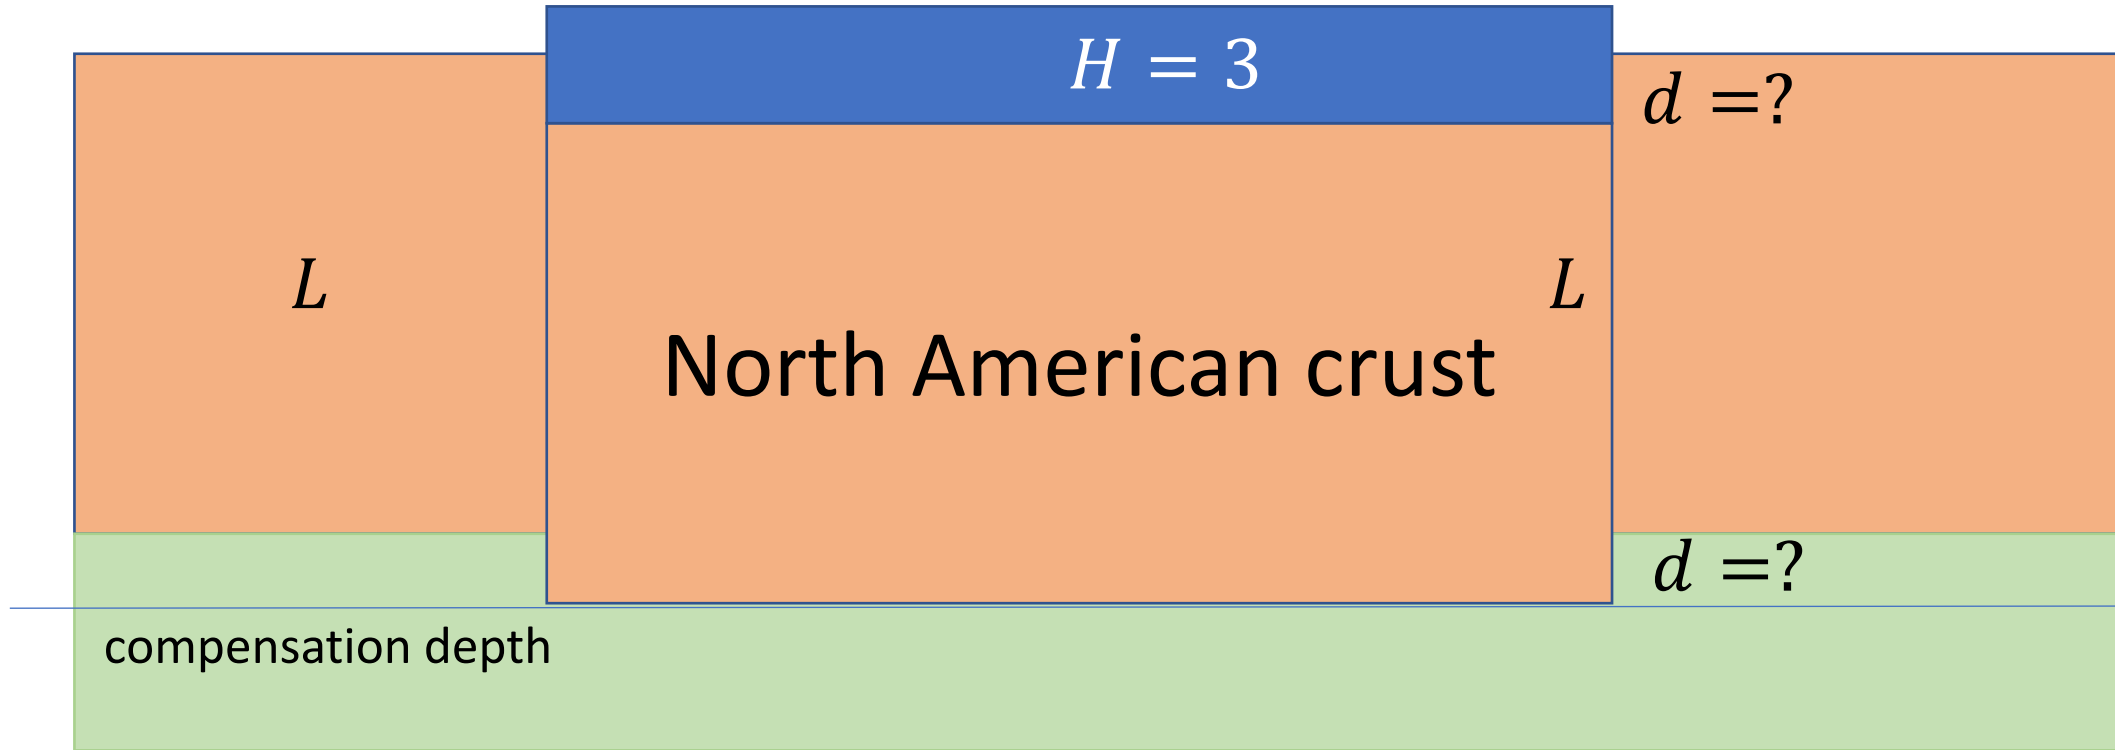 H = 3
d =?
L
L
North American crust
d =?
compensation depth